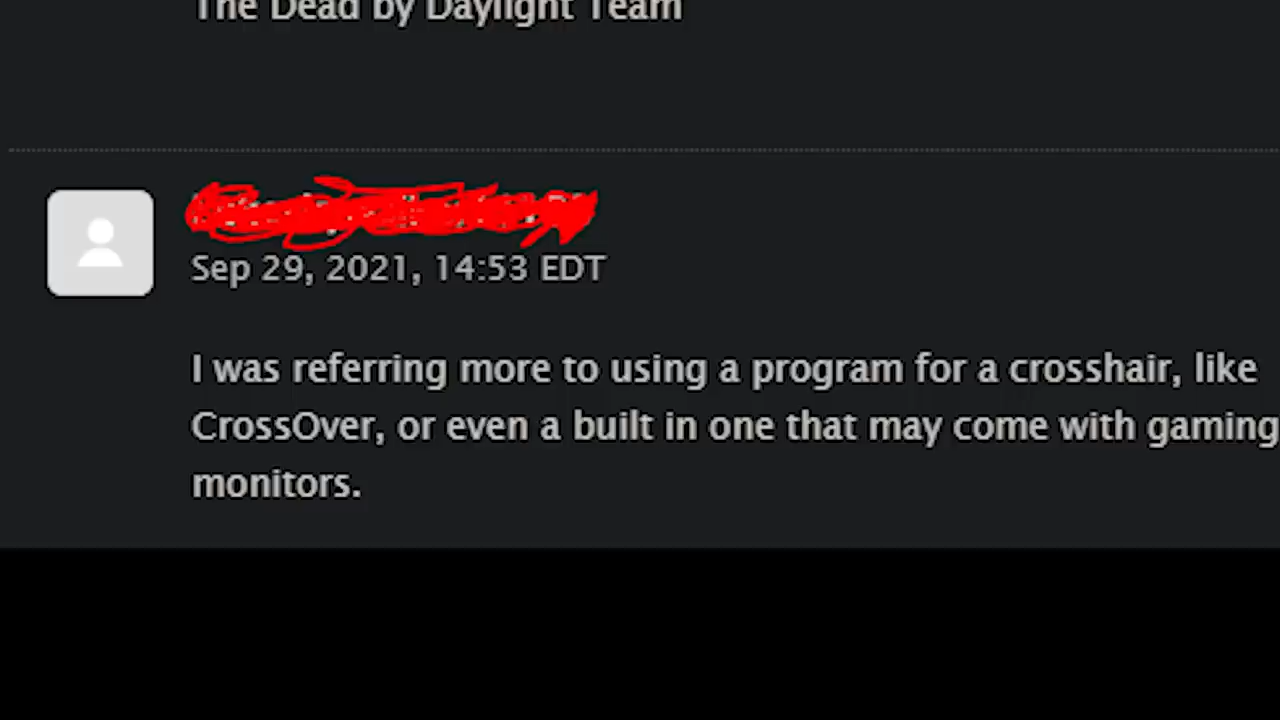 The Dead by Daylight Team
Sep 29, 2021, 14:53 EDT
I was referring more to using a program for a crosshair, like
CrossOver, or even a built in one that may come with gaming
monitors.